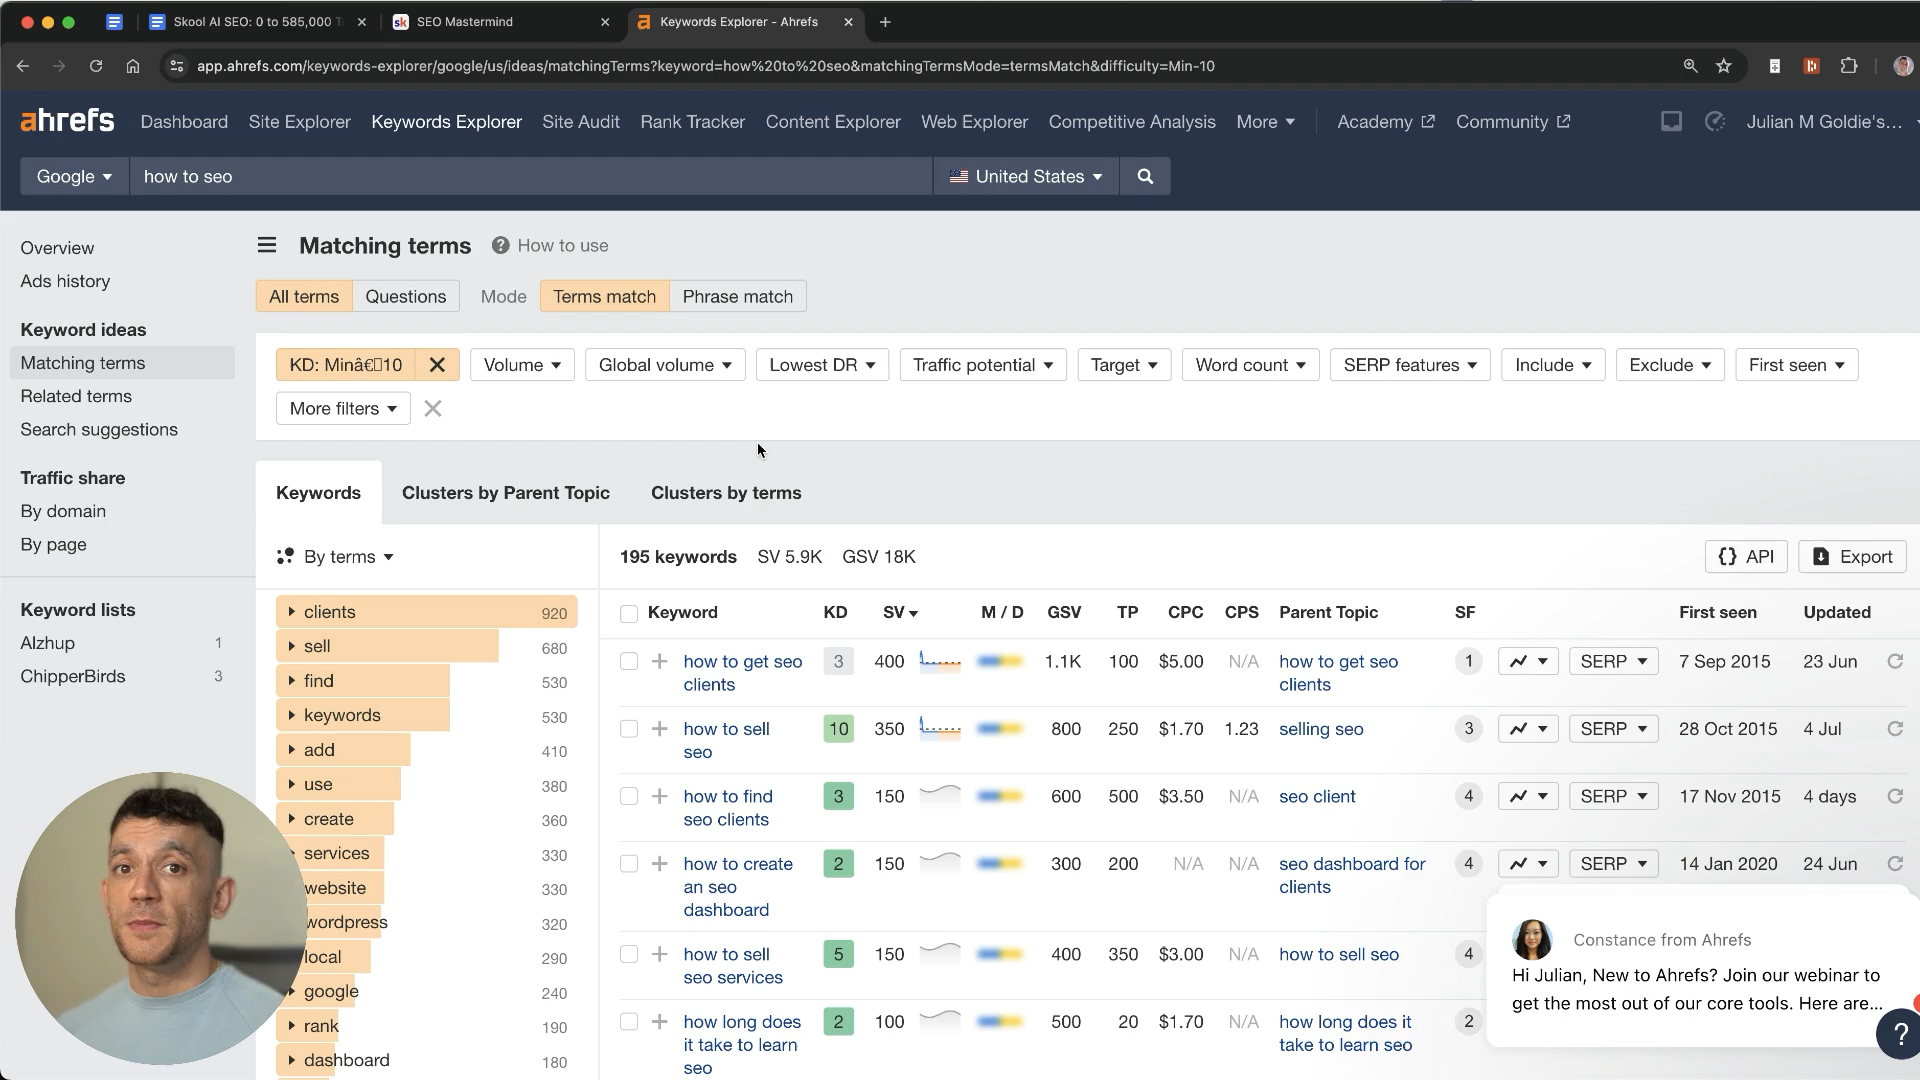 Skool AI SEO: 0 to 585,000
SEO Mastermind
Keywords Explorer - Ahrefs
app.ahrefs.com/keywords-explorer/google/us/ideas/matchingTerms?keyword=how%20to%20seo&matchingTermsMode=termsMatch&difficulty=Min-10
ahrefs Dashboard Site Explorer Keywords Explorer Site Audit Rank Tracker Content Explorer Web Explorer Competitive Analysis More Academy Community Julian M Goldie's...
Google how to seo United States
Overview
Ads history
Keyword ideas
Matching terms
Related terms
Search suggestions
Traffic share
By domain
By page
Keyword lists
Alzhup 1
ChipperBirds 3
Matching terms ? How to use
All terms Questions Mode Terms match Phrase match
KD: Minâ€10 Volume Global volume Lowest DR Traffic potential Target Word count SERP features Include Exclude First seen
More filters
Keywords Clusters by Parent Topic Clusters by terms
By terms
clients 920
sell 680
find 530
keywords 530
add 410
use 380
create 360
services 330
website 330
wordpress 320
local 290
google 240
rank 190
dashboard 180
195 keywords SV 5.9K GSV 18K {} API Export
Keyword KD SV M / D GSV TP CPC CPS Parent Topic SF First seen Updated
how to get seo clients 3 400 1.1K 100 $5.00 N/A how to get seo clients 1 SERP 7 Sep 2015 23 Jun
how to sell seo 10 350 800 250 $1.70 1.23 selling seo 3 SERP 28 Oct 2015 4 Jul
how to find seo clients 3 150 600 500 $3.50 N/A seo client 4 SERP 17 Nov 2015 4 days
how to create an seo dashboard 2 150 300 200 N/A N/A seo dashboard for clients 4 SERP 14 Jan 2020 24 Jun
how to sell seo services 5 150 400 350 $3.00 N/A how to sell seo 4
how long does it take to learn seo 2 100 500 20 $1.70 N/A how long does it take to learn seo 2
Constance from Ahrefs
Hi Julian, New to Ahrefs? Join our webinar to
get the most out of our core tools. Here are...
?